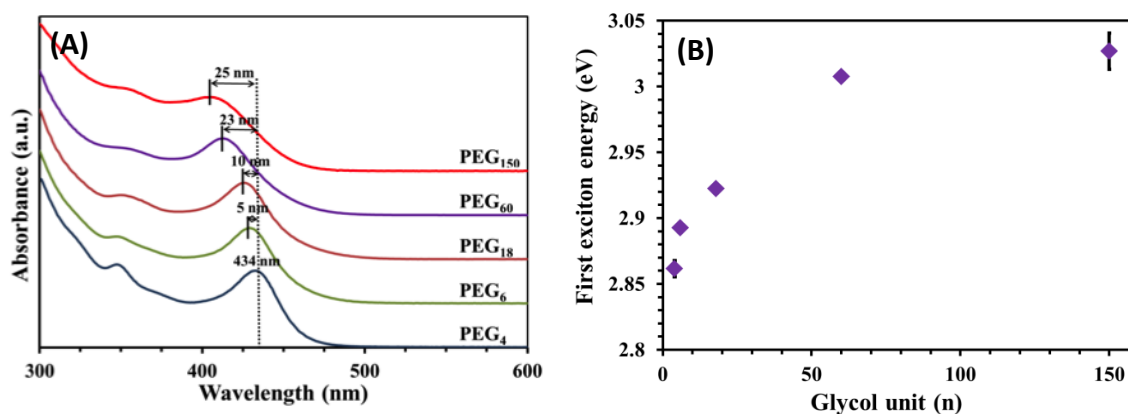 (A)
25 nm
23 nm
10 nm
5 nm
434 nm
PEG150
PEG60
PEG18
PEG6
PEG4
Absorbance (a.u.)
300 400 500 600
Wavelength (nm)
(B)
3.05
3
2.95
2.9
2.85
2.8
First exciton energy (eV)
0 50 100 150
Glycol unit (n)